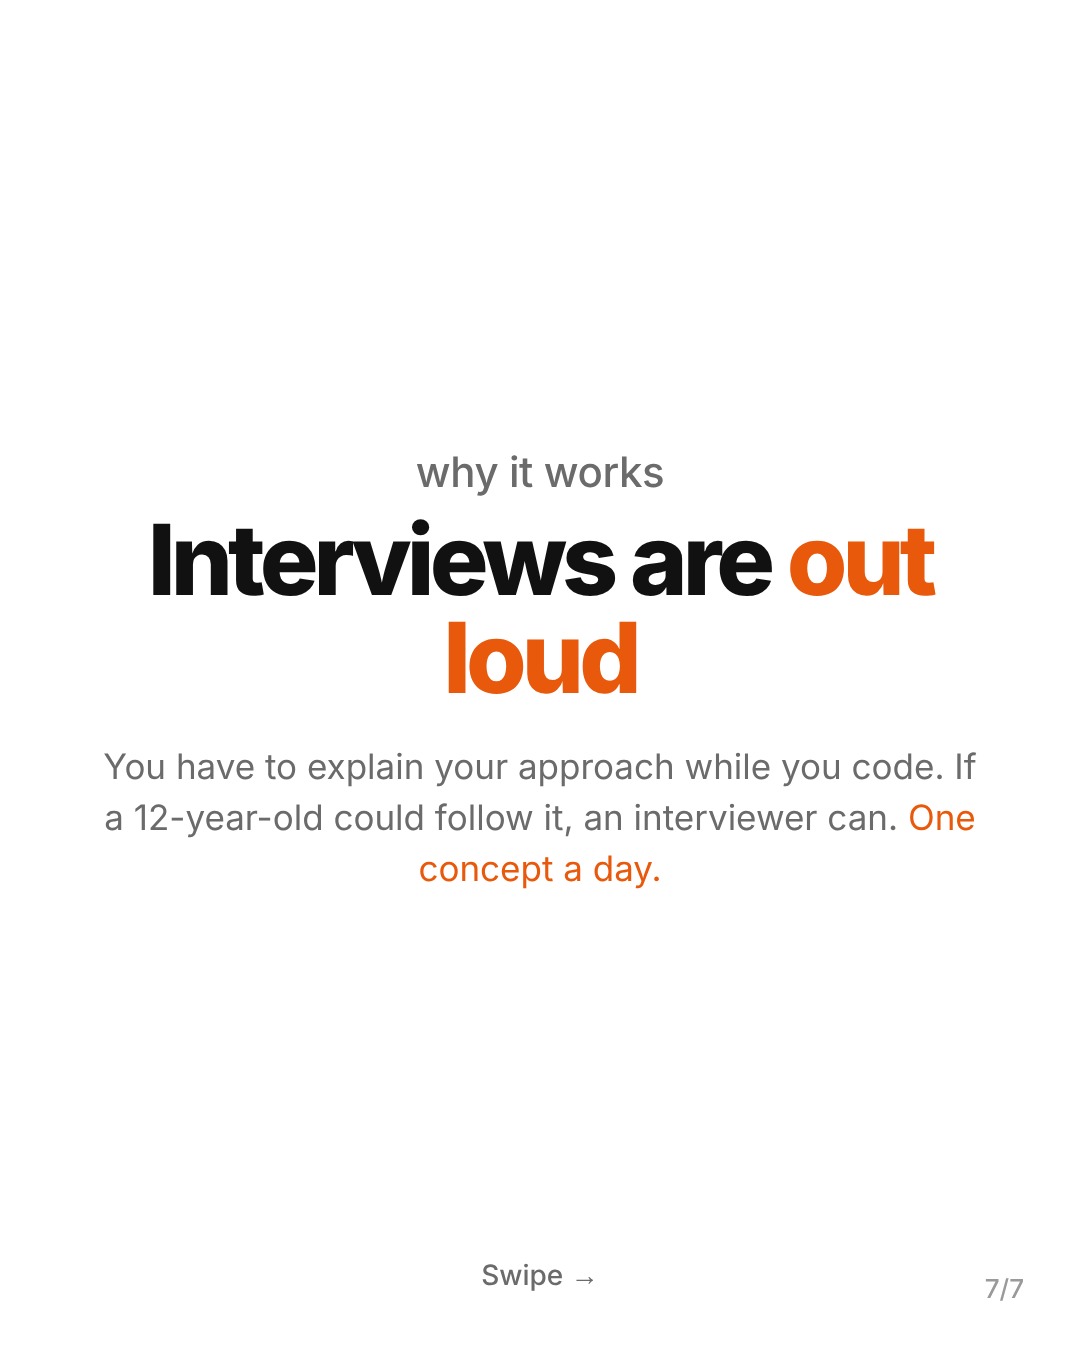 why it works
Interviews are out
loud
You have to explain your approach while you code. If
a 12-year-old could follow it, an interviewer can. One
concept a day.
Swipe →
7/7